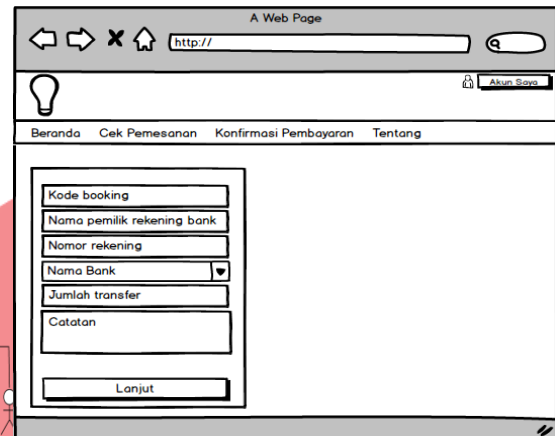 A Web Page
http://
Akun Saya
Beranda Cek Pemesanan Konfirmasi Pembayaran Tentang
Kode booking
Nama pemilik rekening bank
Nomor rekening
Nama Bank
Jumlah transfer
Catatan
Lanjut